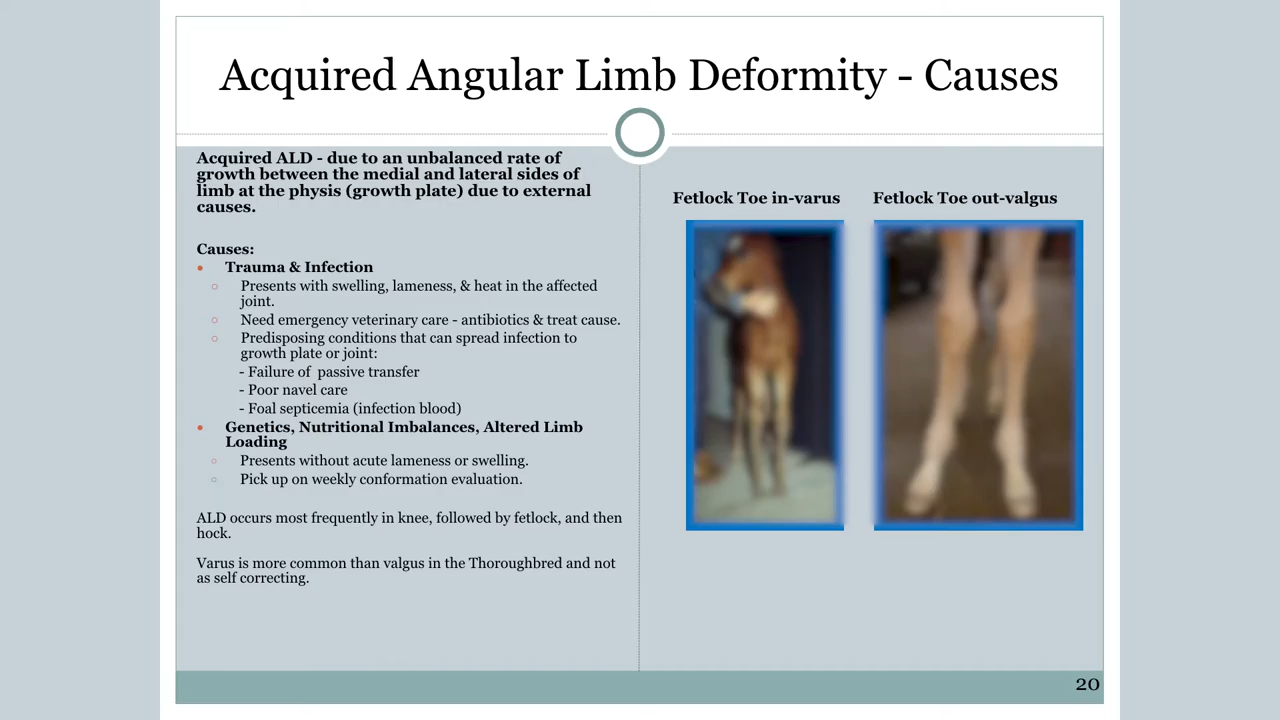 Acquired Angular Limb Deformity - Causes
Acquired ALD - due to an unbalanced rate of
growth between the medial and lateral sides of
limb at the physis (growth plate) due to external
causes.
Causes:
• Trauma & Infection
○ Presents with swelling, lameness, & heat in the affected
joint.
○ Need emergency veterinary care - antibiotics & treat cause.
○ Predisposing conditions that can spread infection to
growth plate or joint:
- Failure of passive transfer
- Poor navel care
- Foal septicemia (infection blood)
• Genetics, Nutritional Imbalances, Altered Limb
Loading
○ Presents without acute lameness or swelling.
○ Pick up on weekly conformation evaluation.
ALD occurs most frequently in knee, followed by fetlock, and then
hock.
Varus is more common than valgus in the Thoroughbred and not
as self correcting.
Fetlock Toe in-varus
Fetlock Toe out-valgus
20